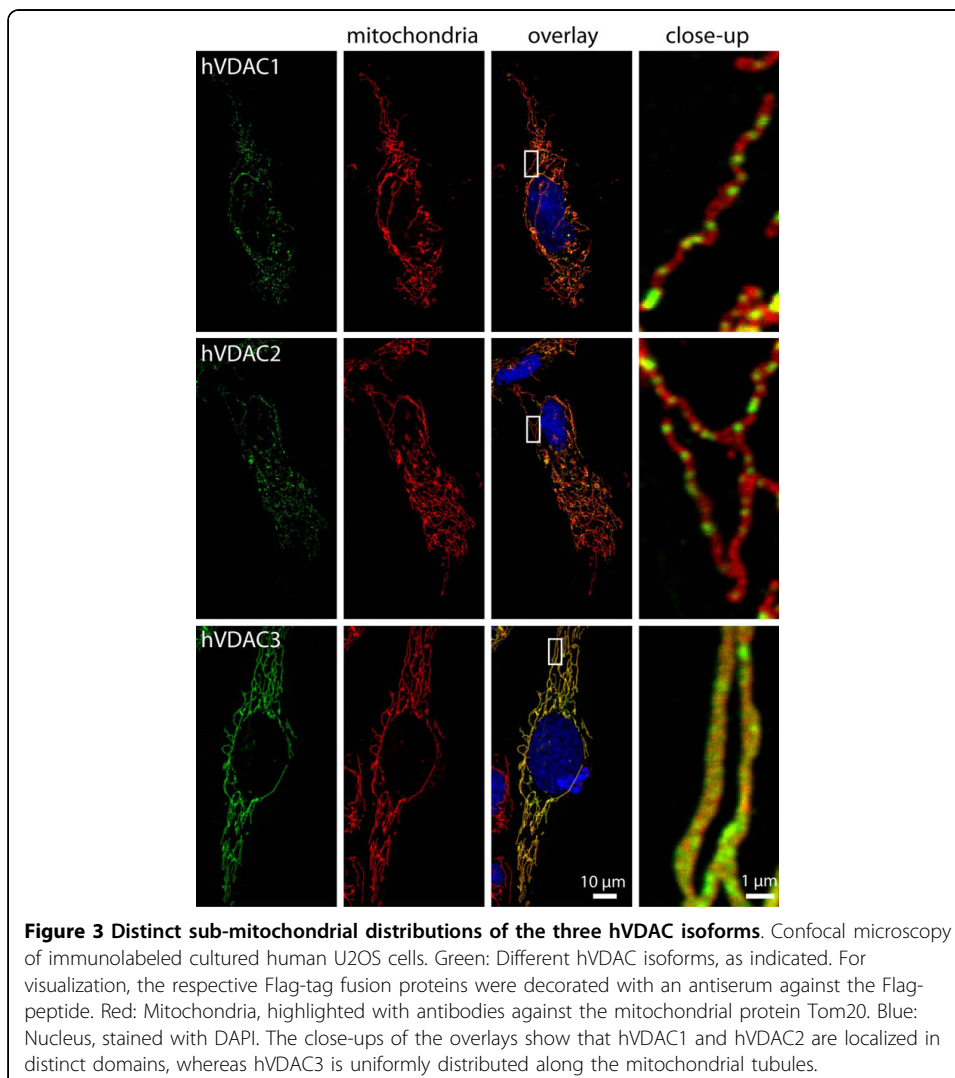 mitochondria overlay close-up
hVDAC1
hVDAC2
hVDAC3
10 µm 1 µm
Figure 3 Distinct sub-mitochondrial distributions of the three hVDAC isoforms. Confocal microscopy
of immunolabeled cultured human U2OS cells. Green: Different hVDAC isoforms, as indicated. For
visualization, the respective Flag-tag fusion proteins were decorated with an antiserum against the Flag-
peptide. Red: Mitochondria, highlighted with antibodies against the mitochondrial protein Tom20. Blue:
Nucleus, stained with DAPI. The close-ups of the overlays show that hVDAC1 and hVDAC2 are localized in
distinct domains, whereas hVDAC3 is uniformly distributed along the mitochondrial tubules.